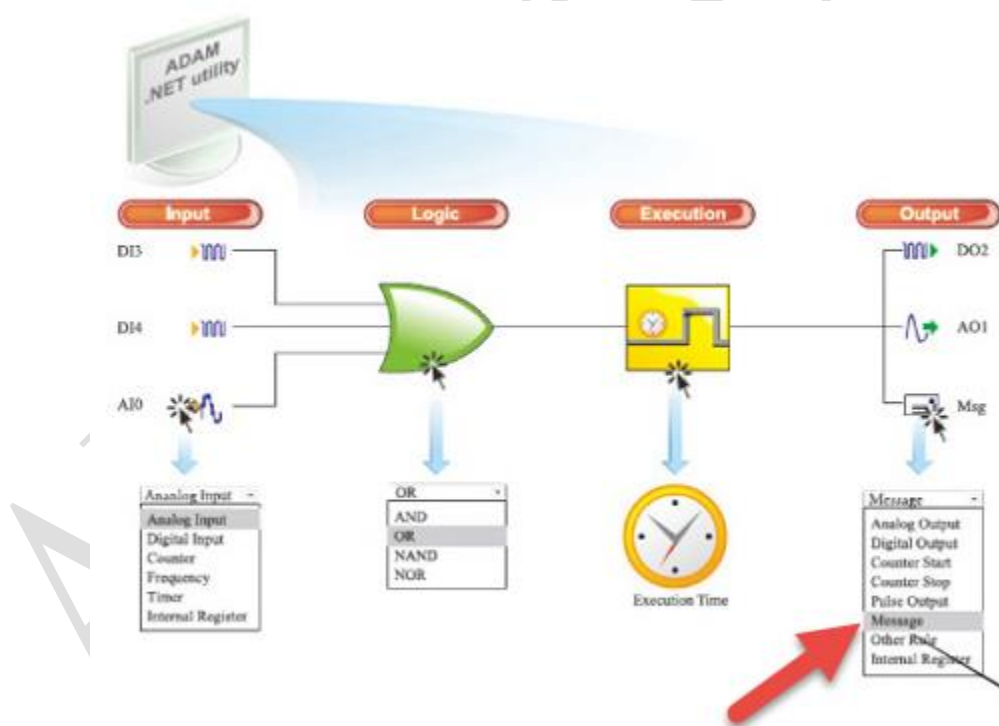 ADAM
.NET utility
Input
Logic
Execution
Output
DI3
DO2
DI4
AO1
AI0
Msg
Ananlog Input
Analog Input
Digital Input
Counter
Frequency
Timer
Internal Register
OR
AND
OR
NAND
NOR
Execution Time
Message
Analog Output
Digital Output
Counter Start
Counter Stop
Pulse Output
Message
Other Rule
Internal Register